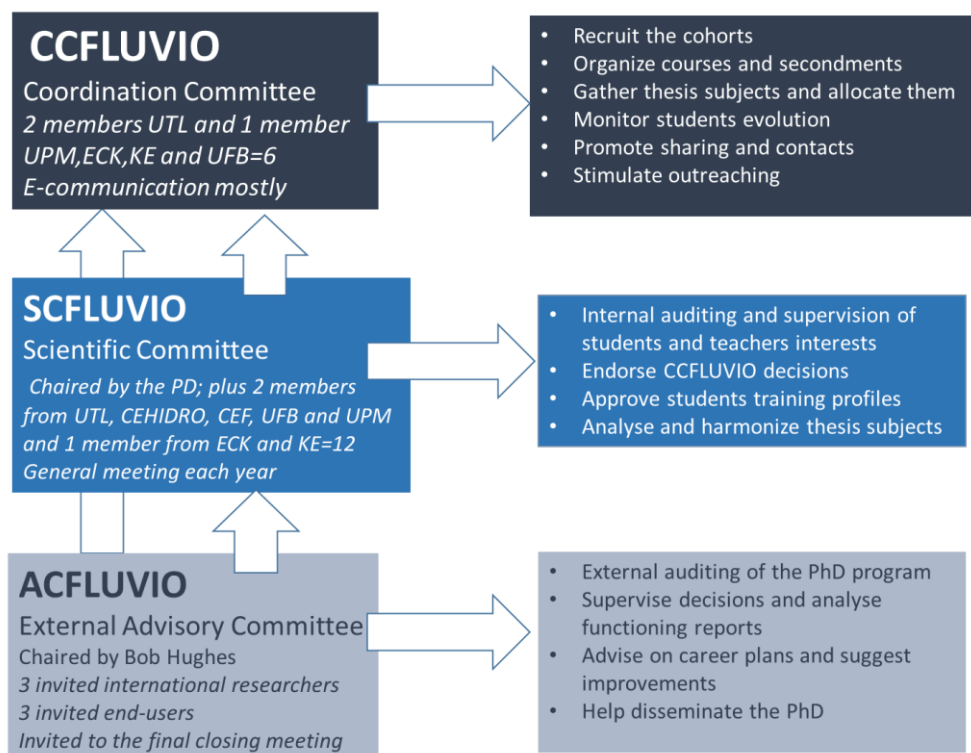 CCFLUVIO
Coordination Committee
2 members UTL and 1 member
UPM,ECK,KE and UFB=6
E-communication mostly
• Recruit the cohorts
• Organize courses and secondments
• Gather thesis subjects and allocate them
• Monitor students evolution
• Promote sharing and contacts
• Stimulate outreaching
SCFLUVIO
Scientific Committee
Chaired by the PD; plus 2 members
from UTL, CEHIDRO, CEF, UFB and UPM
and 1 member from ECK and KE=12
General meeting each year
• Internal auditing and supervision of
students and teachers interests
• Endorse CCFLUVIO decisions
• Approve students training profiles
• Analyse and harmonize thesis subjects
ACFLUVIO
External Advisory Committee
Chaired by Bob Hughes
3 invited international researchers
3 invited end-users
Invited to the final closing meeting
• External auditing of the PhD program
• Supervise decisions and analyse
functioning reports
• Advise on career plans and suggest
improvements
• Help disseminate the PhD